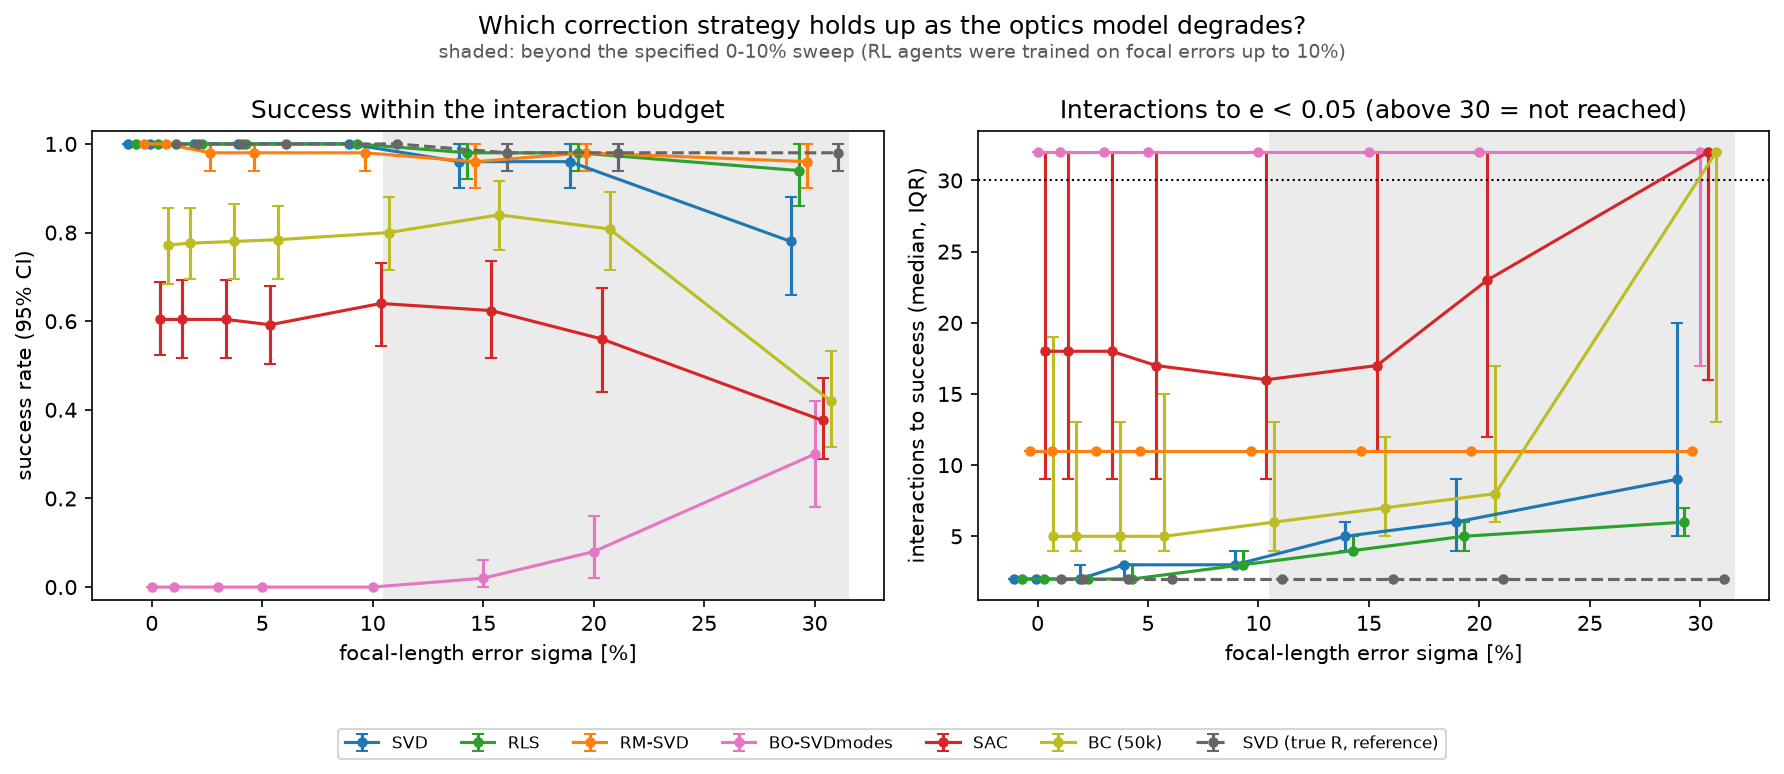 Which correction strategy holds up as the optics model degrades?
shaded: beyond the specified 0-10% sweep (RL agents were trained on focal errors up to 10%)
Success within the interaction budget
success rate (95% CI)
1.0
0.8
0.6
0.4
0.2
0.0
0 5 10 15 20 25 30
focal-length error sigma [%]
Interactions to e < 0.05 (above 30 = not reached)
interactions to success (median, IQR)
30
25
20
15
10
5
0 5 10 15 20 25 30
focal-length error sigma [%]
SVD RLS RM-SVD BO-SVDmodes SAC BC (50k) SVD (true R, reference)